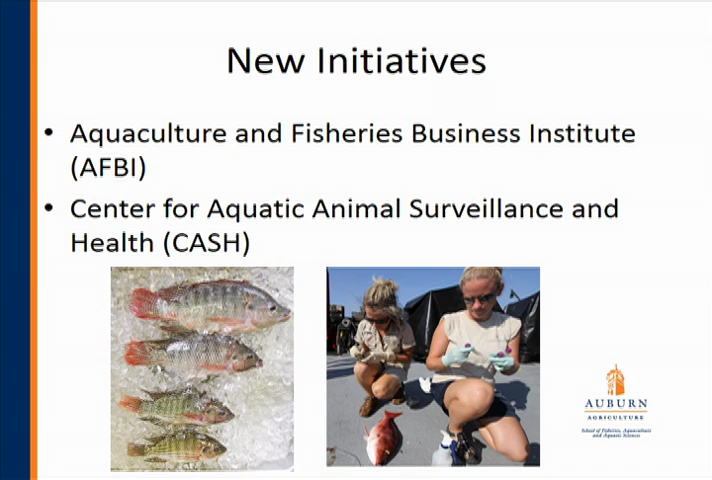 New Initiatives
• Aquaculture and Fisheries Business Institute
(AFBI)
• Center for Aquatic Animal Surveillance and
Health (CASH)
AUBURN
AGRICULTURE
School of Fisheries, Aquaculture
and Aquatic Sciences